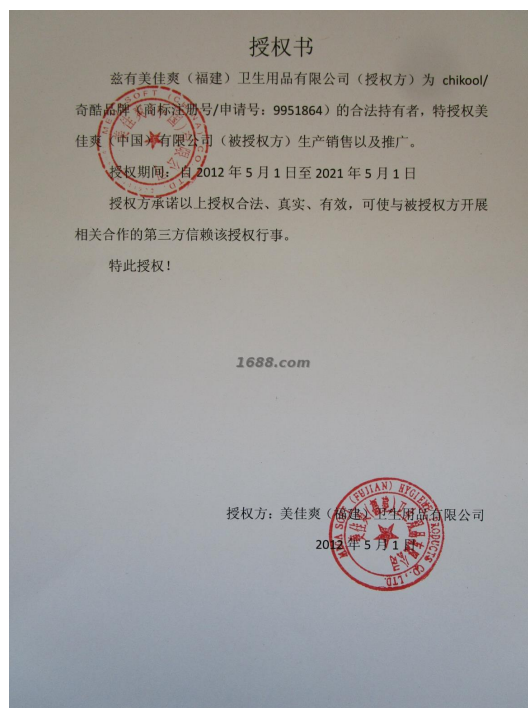 授权书
兹有美佳爽（福建）卫生用品有限公司（授权方）为 chikool/
奇酷品牌（商标注册号/申请号：9951864）的合法持有者，特授权美
佳爽（中国）有限公司（被授权方）生产销售以及推广。
授权期间：自 2012 年 5 月 1 日至 2021 年 5 月 1 日
授权方承诺以上授权合法、真实、有效，可使与被授权方开展
相关合作的第三方信赖该授权行事。
特此授权！
1688.com
授权方：美佳爽（福建）卫生用品有限公司
2012 年 5 月 1 日
SOFT (FUJIAN) HYGIENE PRODUCTS CO.,LTD.